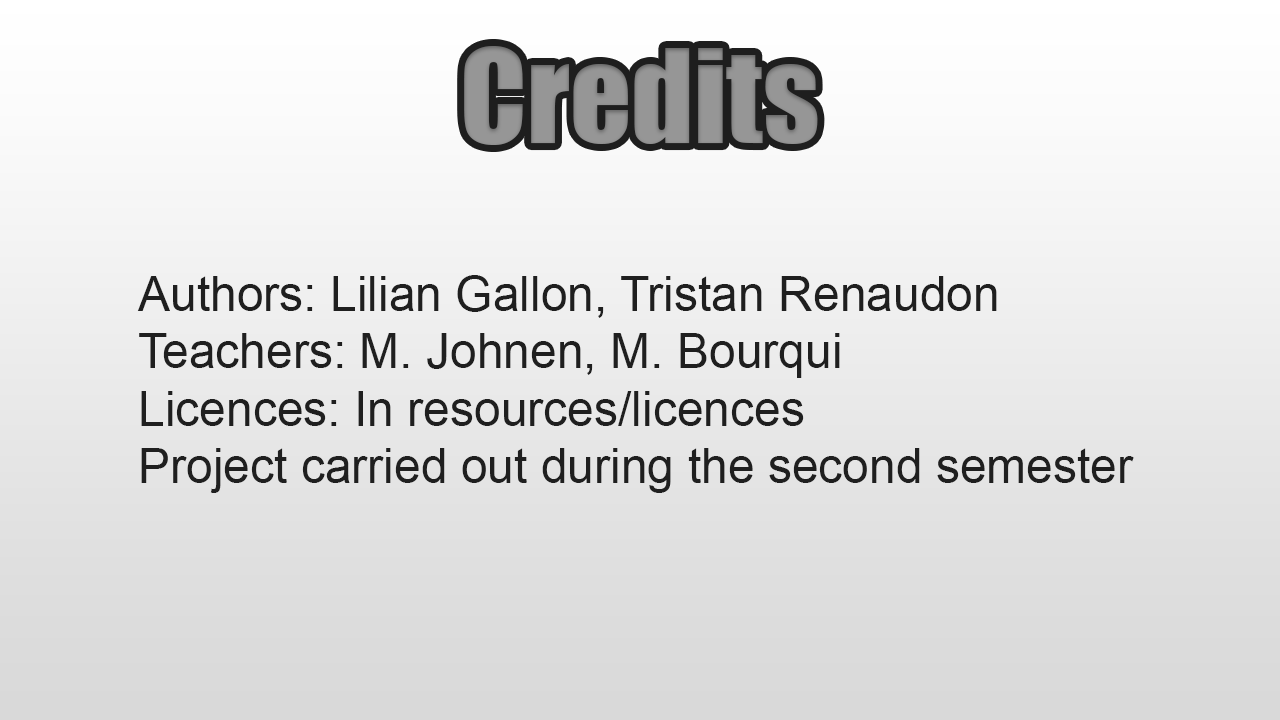 Credits
Authors: Lilian Gallon, Tristan Renaudon
Teachers: M. Johnen, M. Bourqui
Licences: In resources/licences
Project carried out during the second semester